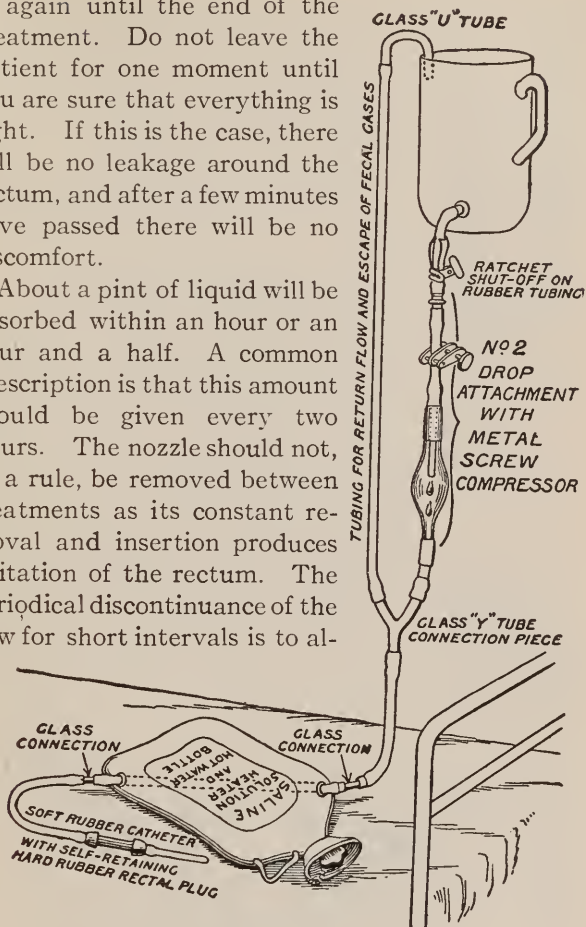 again until the end of the
eatment. Do not leave the
tient for one moment until
u are sure that everything is
ght. If this is the case, there
ll be no leakage around the
ctum, and after a few minutes
ve passed there will be no
scomfort.
About a pint of liquid will be
sorbed within an hour or an
ur and a half. A common
escription is that this amount
ould be given every two
urs. The nozzle should not,
a rule, be removed between
eatments as its constant re-
oval and insertion produces
itation of the rectum. The
riodical discontinuance of the
w for short intervals is to al-
GLASS "U" TUBE
TUBING FOR RETURN FLOW AND ESCAPE OF FECAL GASES
RATCHET
SHUT-OFF ON
RUBBER TUBING
No 2
DROP
ATTACHMENT
WITH
METAL
SCREW
COMPRESSOR
GLASS "Y" TUBE
CONNECTION PIECE
GLASS
CONNECTION
GLASS
CONNECTION
SALINE
SOLUTION
HEATER
AND
HOT WATER
BOTTLE
SOFT RUBBER CATHETER
WITH SELF-RETAINING
HARD RUBBER RECTAL PLUG